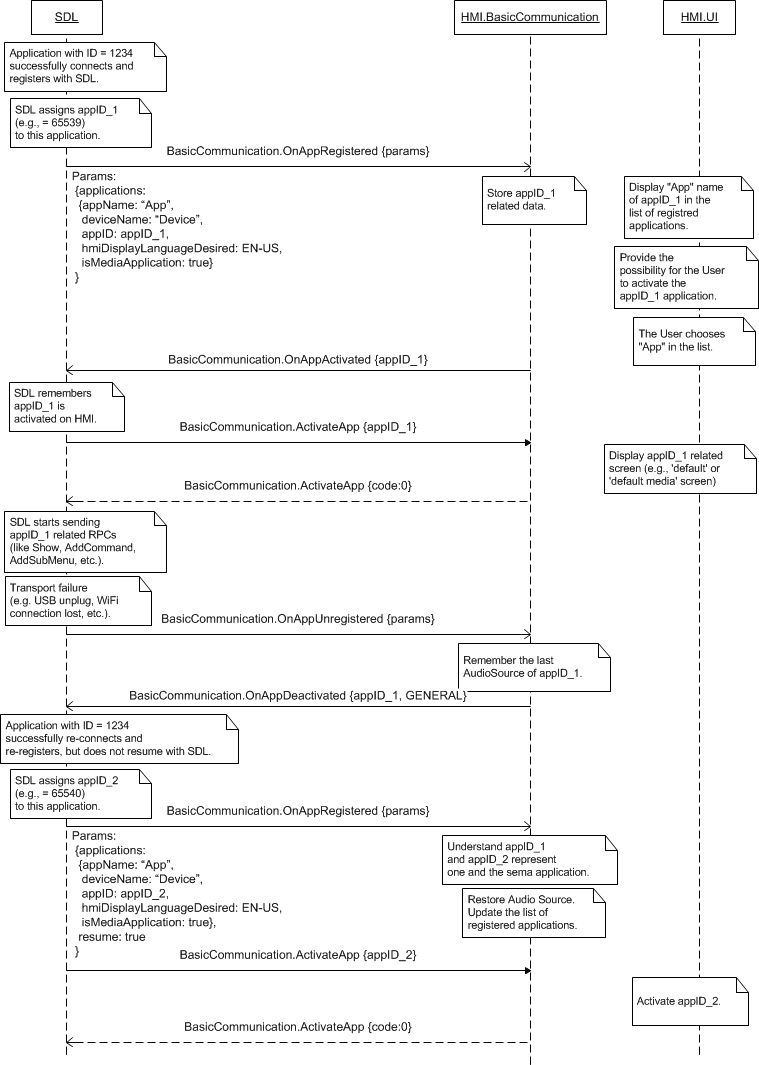 SDL
HMI.BasicCommunication
HMI.UI
Application with ID = 1234
successfully connects and
registers with SDL.
SDL assigns appID_1
(e.g., = 65539)
to this application.
BasicCommunication.OnAppRegistered {params}
Params:
{applications:
{appName: “App”,
deviceName: “Device”,
appID: appID_1,
hmiDisplayLanguageDesired: EN-US,
isMediaApplication: true}
}
Store appID_1
related data.
Display "App" name
of appID_1 in the
list of registred
applications.
Provide the
possibility for the User
to activate the
appID_1 application.
The User chooses
"App" in the list.
BasicCommunication.OnAppActivated {appID_1}
SDL remembers
appID_1 is
activated on HMI.
BasicCommunication.ActivateApp {appID_1}
Display appID_1 related
screen (e.g., 'default' or
'default media' screen)
BasicCommunication.ActivateApp {code:0}
SDL starts sending
appID_1 related RPCs
(like Show, AddCommand,
AddSubMenu, etc.).
Transport failure
(e.g. USB unplug, WiFi
connection lost, etc.).
BasicCommunication.OnAppUnregistered {params}
Remember the last
AudioSource of appID_1.
BasicCommunication.OnAppDeactivated {appID_1, GENERAL}
Application with ID = 1234
successfully re-connects and
re-registers, but does not resume with SDL.
SDL assigns appID_2
(e.g., = 65540)
to this application.
BasicCommunication.OnAppRegistered {params}
Params:
{applications:
{appName: “App”,
deviceName: “Device”,
appID: appID_2,
hmiDisplayLanguageDesired: EN-US,
isMediaApplication: true},
resume: true
}
Understand appID_1
and appID_2 represent
one and the sema application.
Restore Audio Source.
Update the list of
registered applications.
BasicCommunication.ActivateApp {appID_2}
Activate appID_2.
BasicCommunication.ActivateApp {code:0}